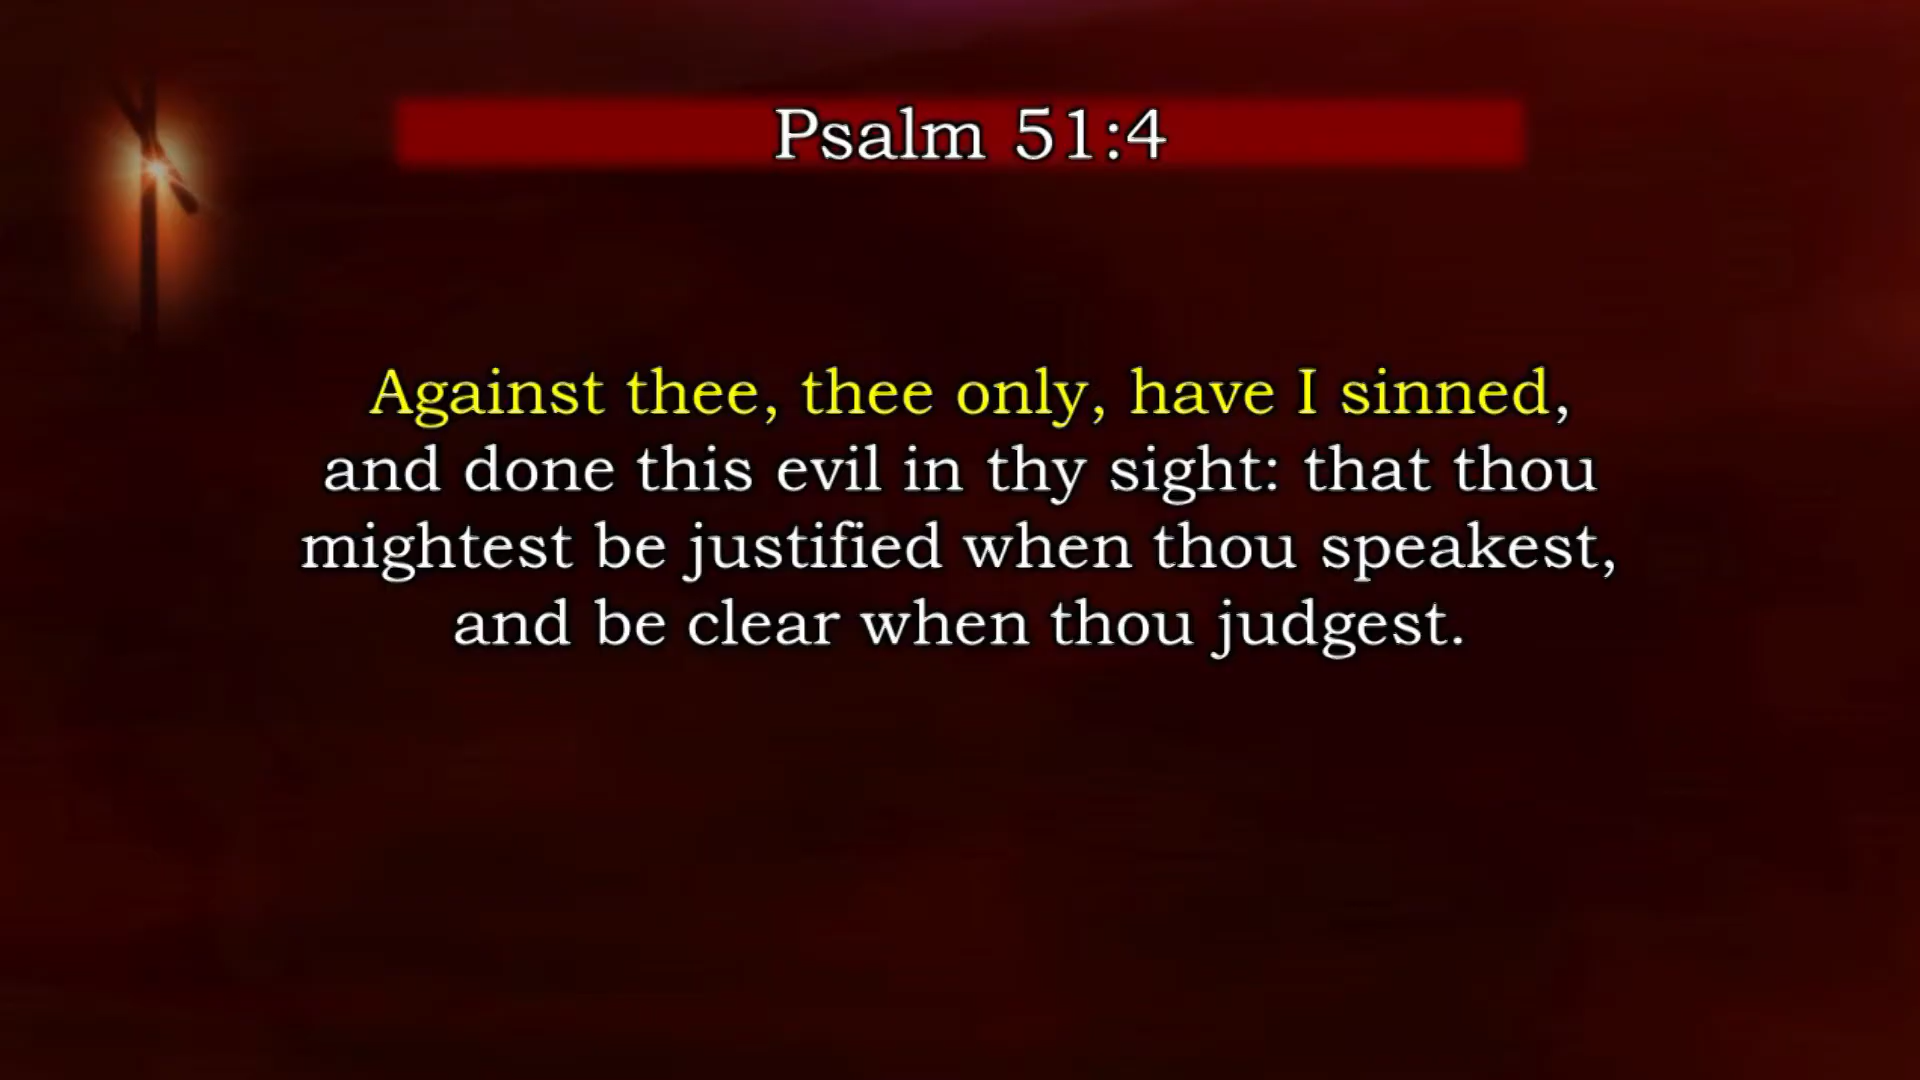 Psalm 51:4
Against thee, thee only, have I sinned,
and done this evil in thy sight: that thou
mightest be justified when thou speakest,
and be clear when thou judgest.